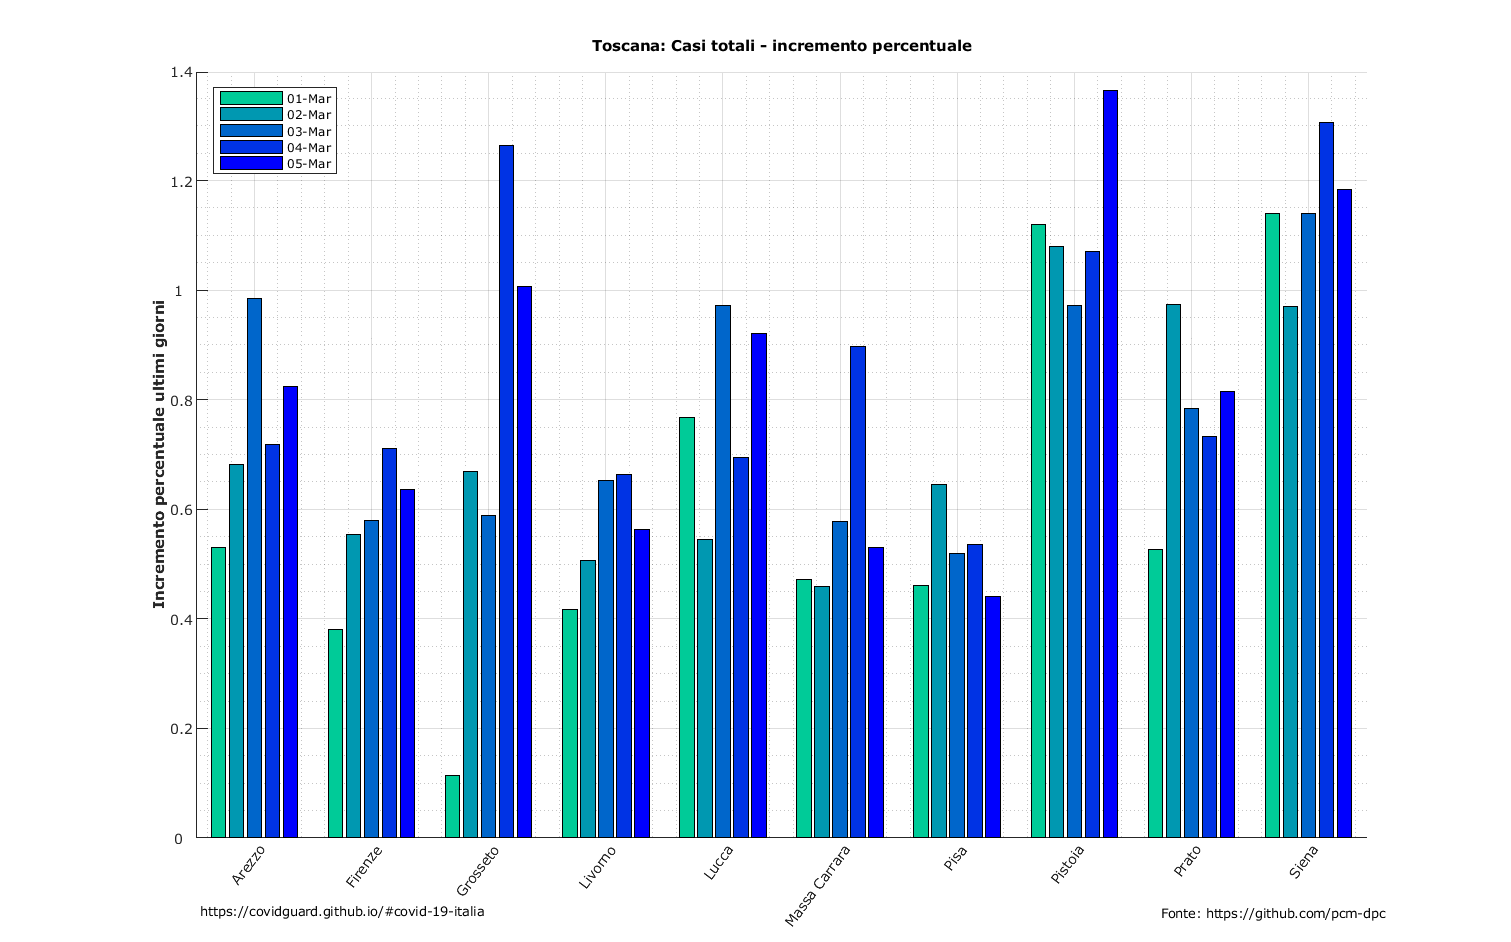 Toscana: Casi totali - incremento percentuale
Incremento percentuale ultimi giorni
1.4
1.2
1
0.8
0.6
0.4
0.2
0
01-Mar
02-Mar
03-Mar
04-Mar
05-Mar
Arezzo
Firenze
Grosseto
Livorno
Lucca
Massa Carrara
Pisa
Pistoia
Prato
Siena
https://covidguard.github.io/#covid-19-italia
Fonte: https://github.com/pcm-dpc